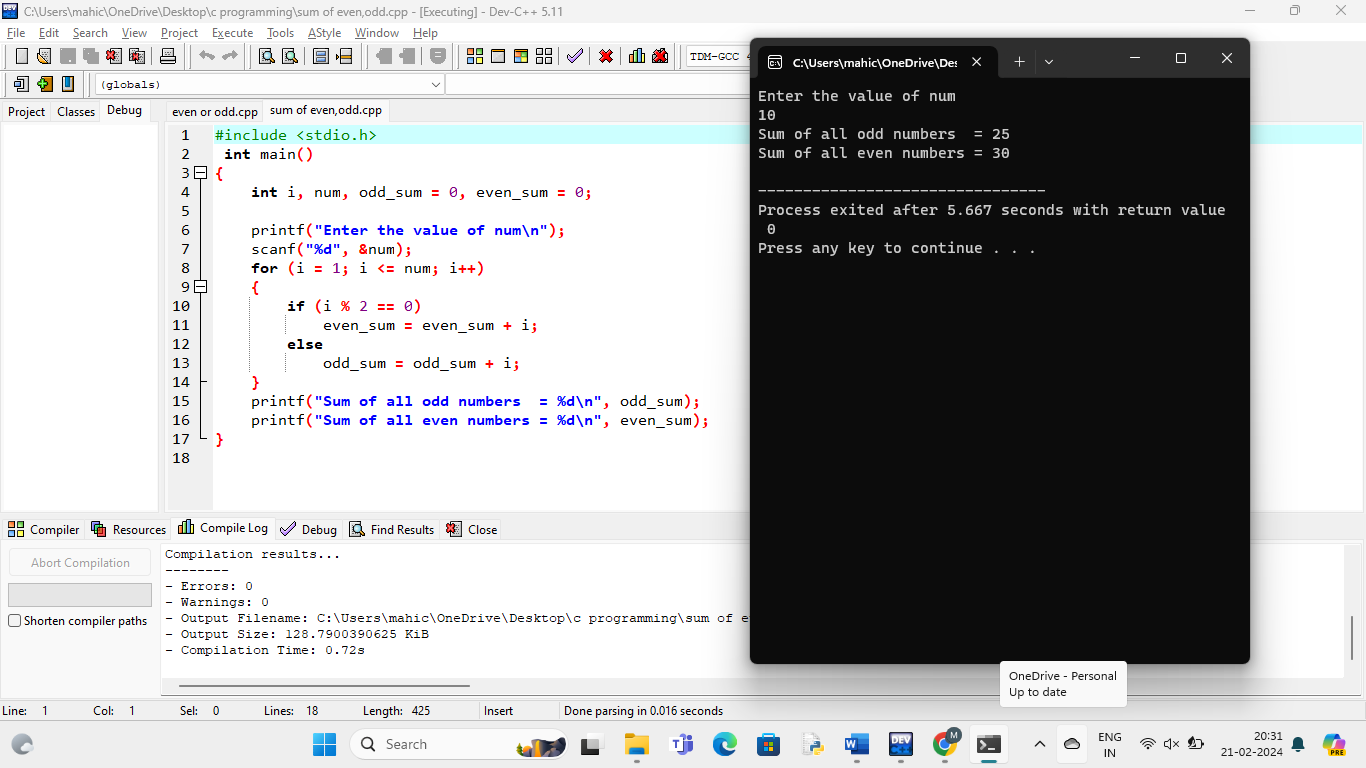 C:\Users\mahic\OneDrive\Desktop\c programming\sum of even,odd.cpp - [Executing] - Dev-C++ 5.11
File Edit Search View Project Execute Tools AStyle Window Help
TDM-GCC
(globals)
Project Classes Debug
even or odd.cpp sum of even,odd.cpp
1 #include <stdio.h>
2 int main()
3 {
4 int i, num, odd_sum = 0, even_sum = 0;
5
6 printf("Enter the value of num\n");
7 scanf("%d", &num);
8 for (i = 1; i <= num; i++)
9 {
10 if (i % 2 == 0)
11 even_sum = even_sum + i;
12 else
13 odd_sum = odd_sum + i;
14 }
15 printf("Sum of all odd numbers  = %d\n", odd_sum);
16 printf("Sum of all even numbers = %d\n", even_sum);
17 }
18
C:\Users\mahic\OneDrive\Des
Enter the value of num
10
Sum of all odd numbers  = 25
Sum of all even numbers = 30
--------------------------------
Process exited after 5.667 seconds with return value
0
Press any key to continue . . .
Compiler Resources Compile Log Debug Find Results Close
Abort Compilation
Shorten compiler paths
Compilation results...
--------
- Errors: 0
- Warnings: 0
- Output Filename: C:\Users\mahic\OneDrive\Desktop\c programming\sum of e
- Output Size: 128.7900390625 KiB
- Compilation Time: 0.72s
OneDrive - Personal
Up to date
Line: 1 Col: 1 Sel: 0 Lines: 18 Length: 425 Insert Done parsing in 0.016 seconds
Search
DEV
M
ENG
IN
20:31
21-02-2024
PRE